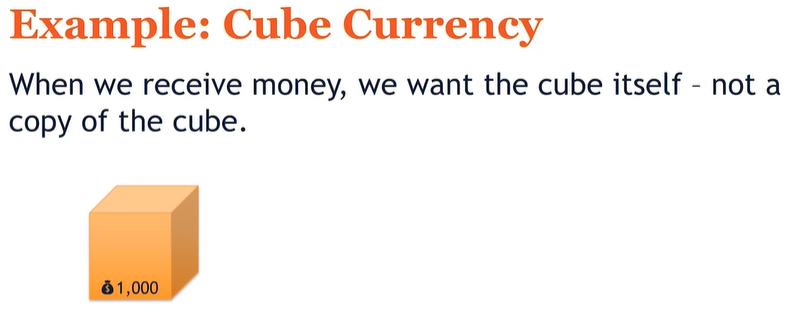 Example: Cube Currency
When we receive money, we want the cube itself – not a
copy of the cube.
💰1,000